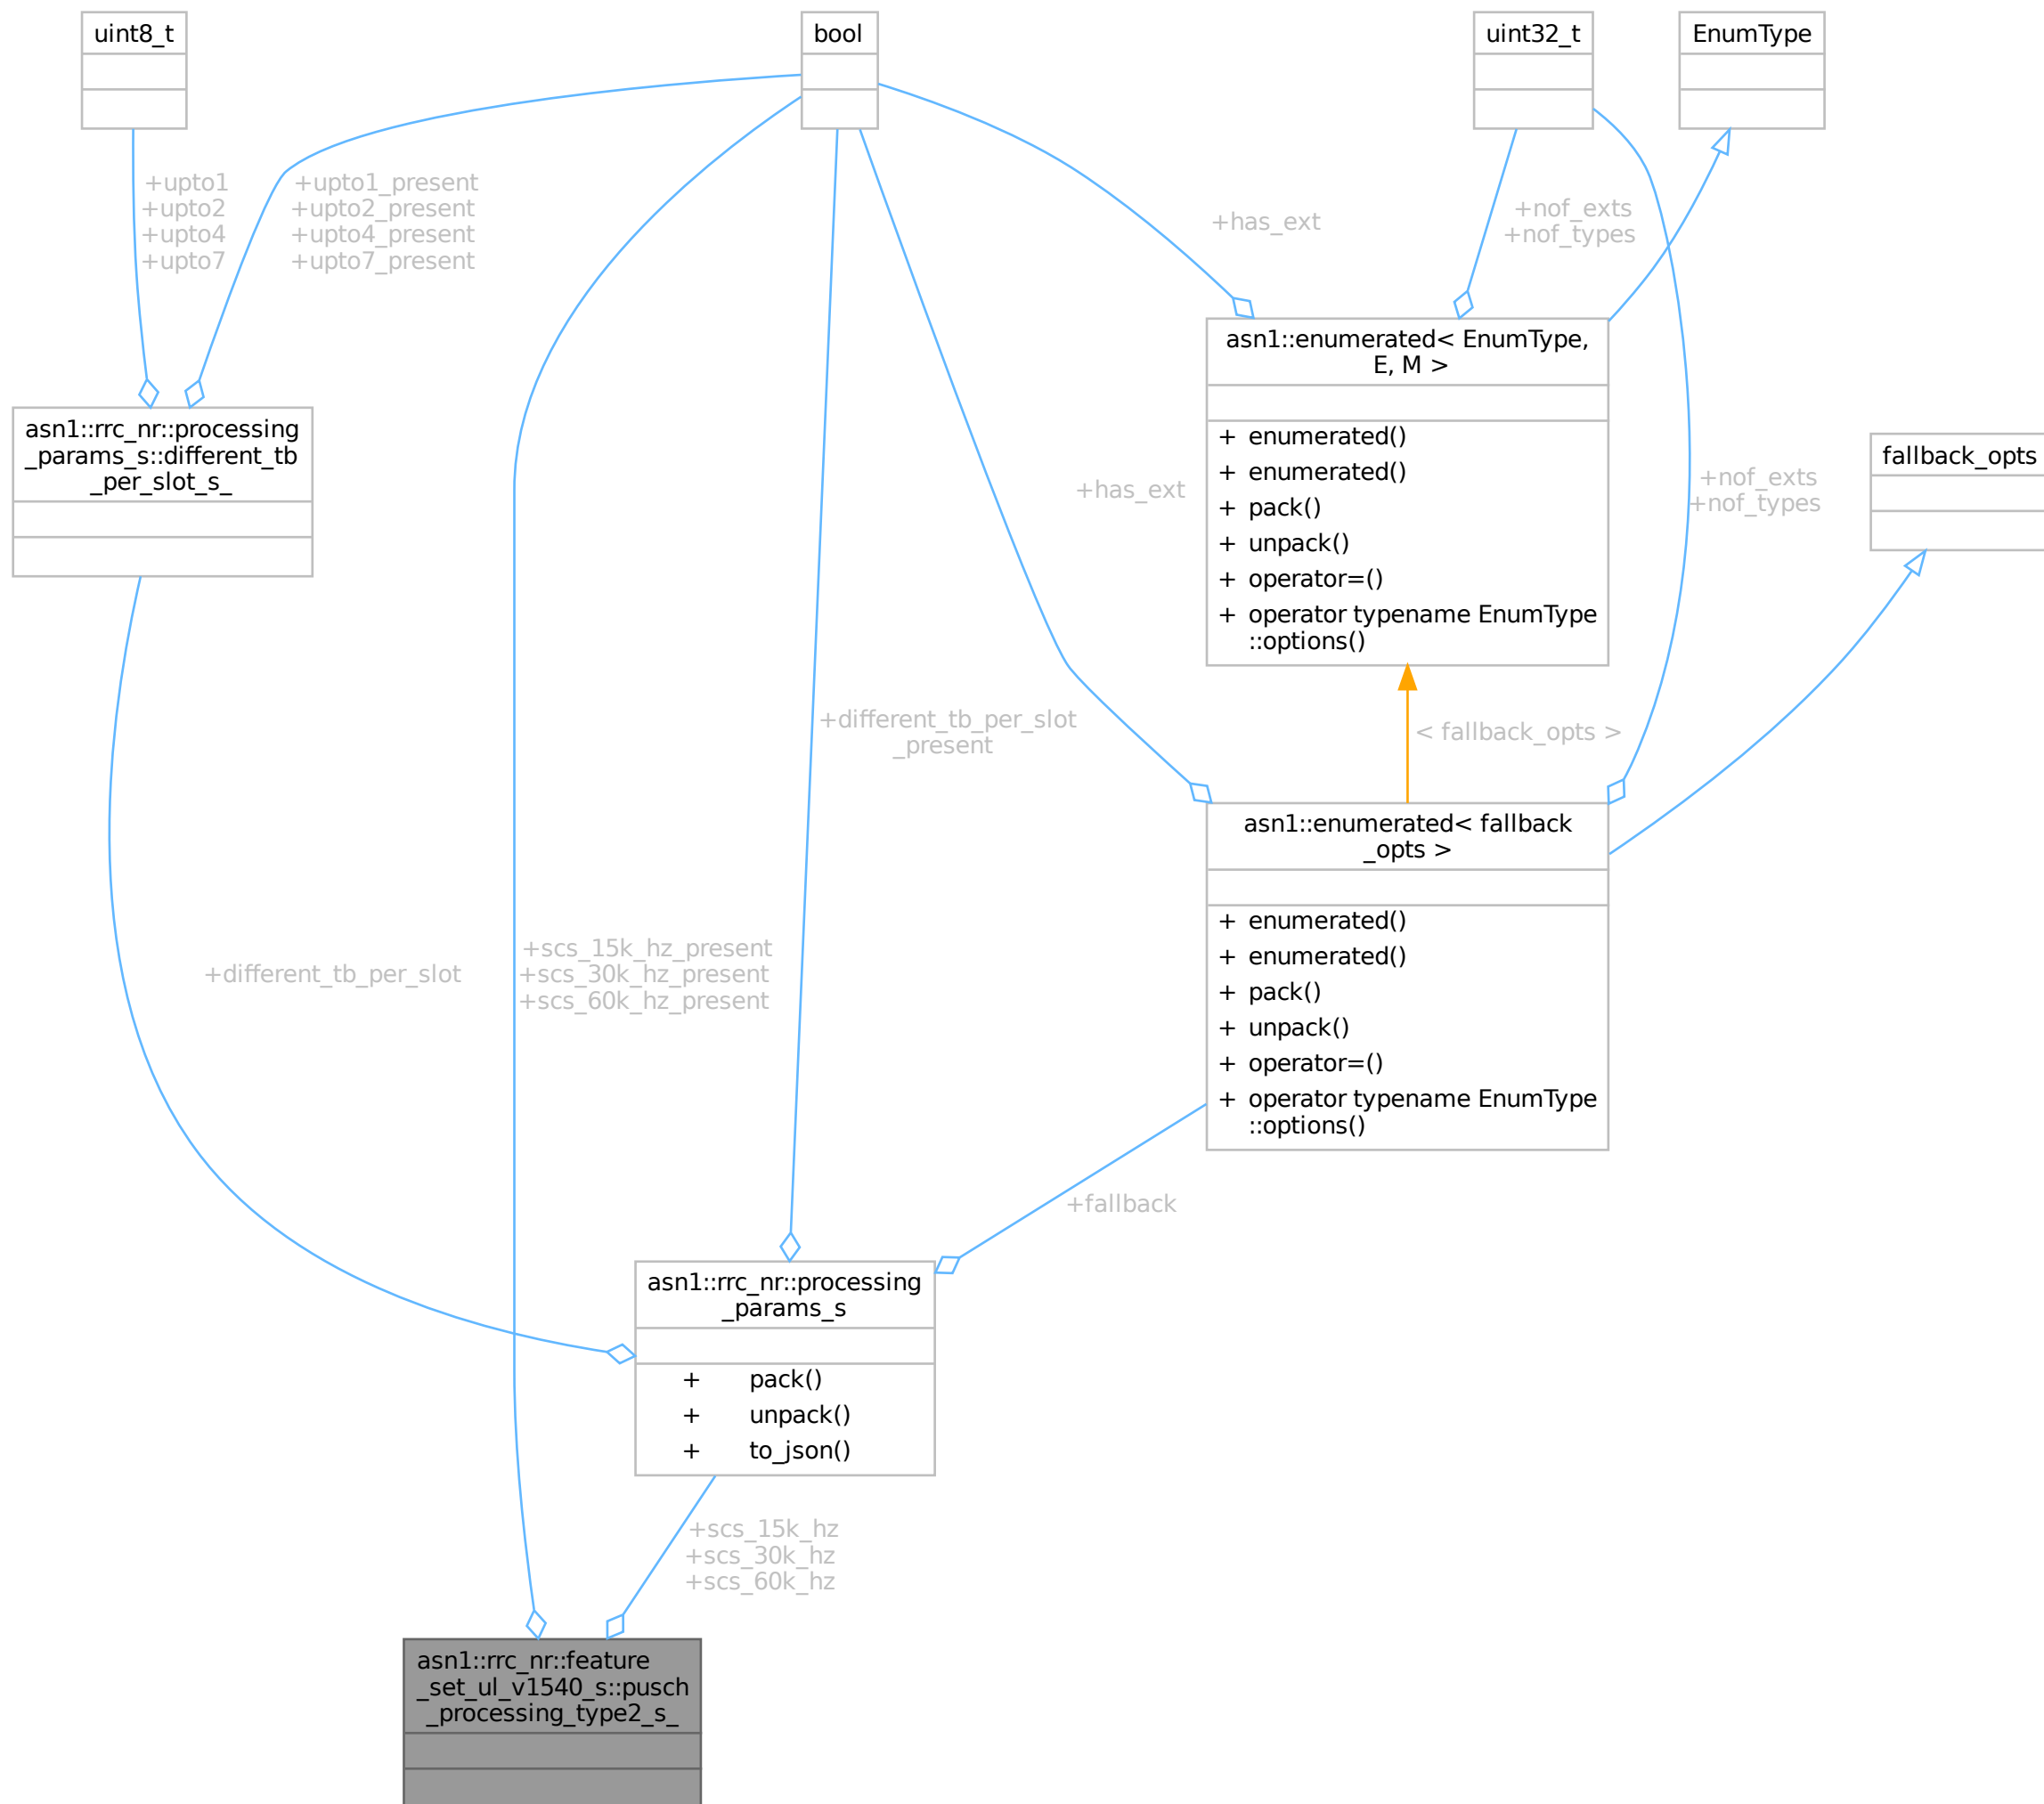 uint8_t
bool
uint32_t
EnumType
+upto1
+upto2
+upto4
+upto7
+upto1_present
+upto2_present
+upto4_present
+upto7_present
+has_ext
+nof_exts
+nof_types
asn1::enumerated< EnumType,
E, M >
+ enumerated()
+ enumerated()
+ pack()
+ unpack()
+ operator=()
+ operator typename EnumType
::options()
asn1::rrc_nr::processing
_params_s::different_tb
_per_slot_s_
+has_ext
+nof_exts
+nof_types
fallback_opts
+different_tb_per_slot
_present
< fallback_opts >
asn1::enumerated< fallback
_opts >
+ enumerated()
+ enumerated()
+ pack()
+ unpack()
+ operator=()
+ operator typename EnumType
::options()
+different_tb_per_slot
+scs_15k_hz_present
+scs_30k_hz_present
+scs_60k_hz_present
+fallback
asn1::rrc_nr::processing
_params_s
+ pack()
+ unpack()
+ to_json()
+scs_15k_hz
+scs_30k_hz
+scs_60k_hz
asn1::rrc_nr::feature
_set_ul_v1540_s::pusch
_processing_type2_s_